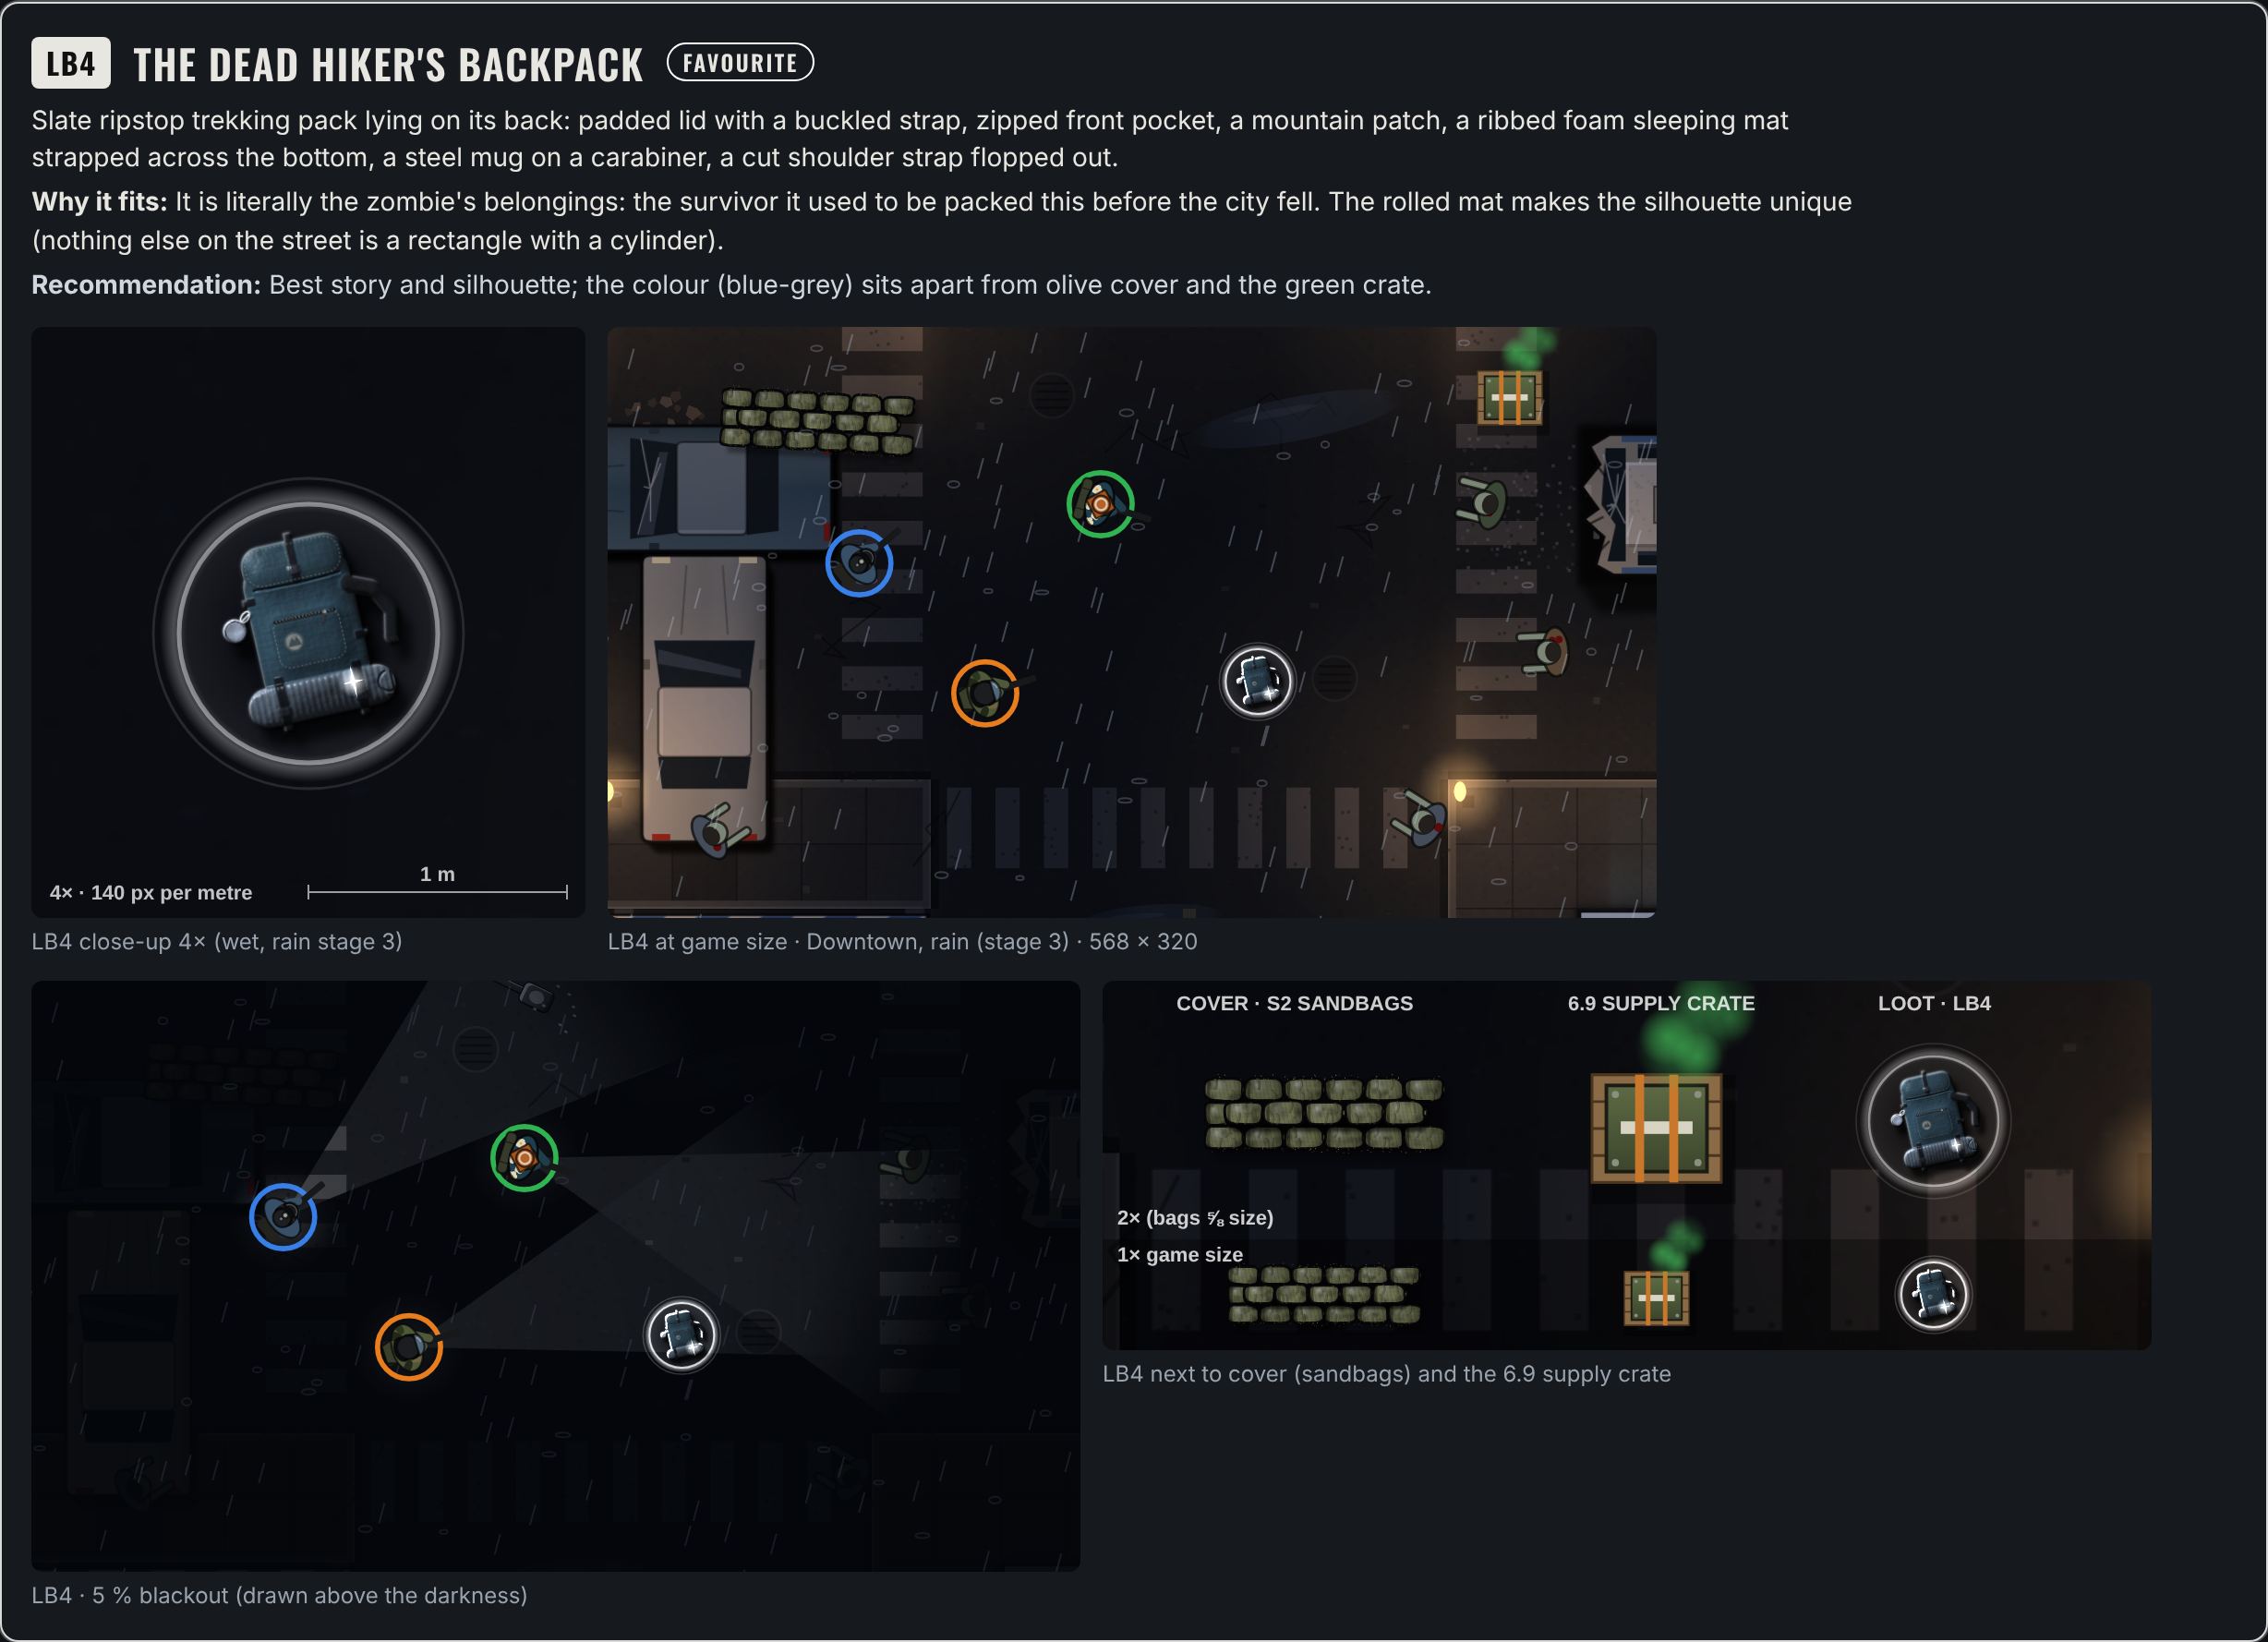 LB4 THE DEAD HIKER'S BACKPACK FAVOURITE
Slate ripstop trekking pack lying on its back: padded lid with a buckled strap, zipped front pocket, a mountain patch, a ribbed foam sleeping mat
strapped across the bottom, a steel mug on a carabiner, a cut shoulder strap flopped out.
Why it fits: It is literally the zombie's belongings: the survivor it used to be packed this before the city fell. The rolled mat makes the silhouette unique
(nothing else on the street is a rectangle with a cylinder).
Recommendation: Best story and silhouette; the colour (blue-grey) sits apart from olive cover and the green crate.
1 m
4× · 140 px per metre
LB4 close-up 4× (wet, rain stage 3)
LB4 at game size · Downtown, rain (stage 3) · 568 × 320
COVER · S2 SANDBAGS
6.9 SUPPLY CRATE
LOOT · LB4
2× (bags ⅝ size)
1× game size
LB4 next to cover (sandbags) and the 6.9 supply crate
LB4 · 5 % blackout (drawn above the darkness)